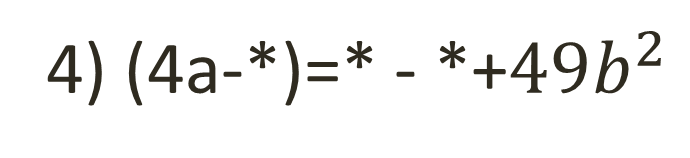 4) (4a-*)=* - *+49b²